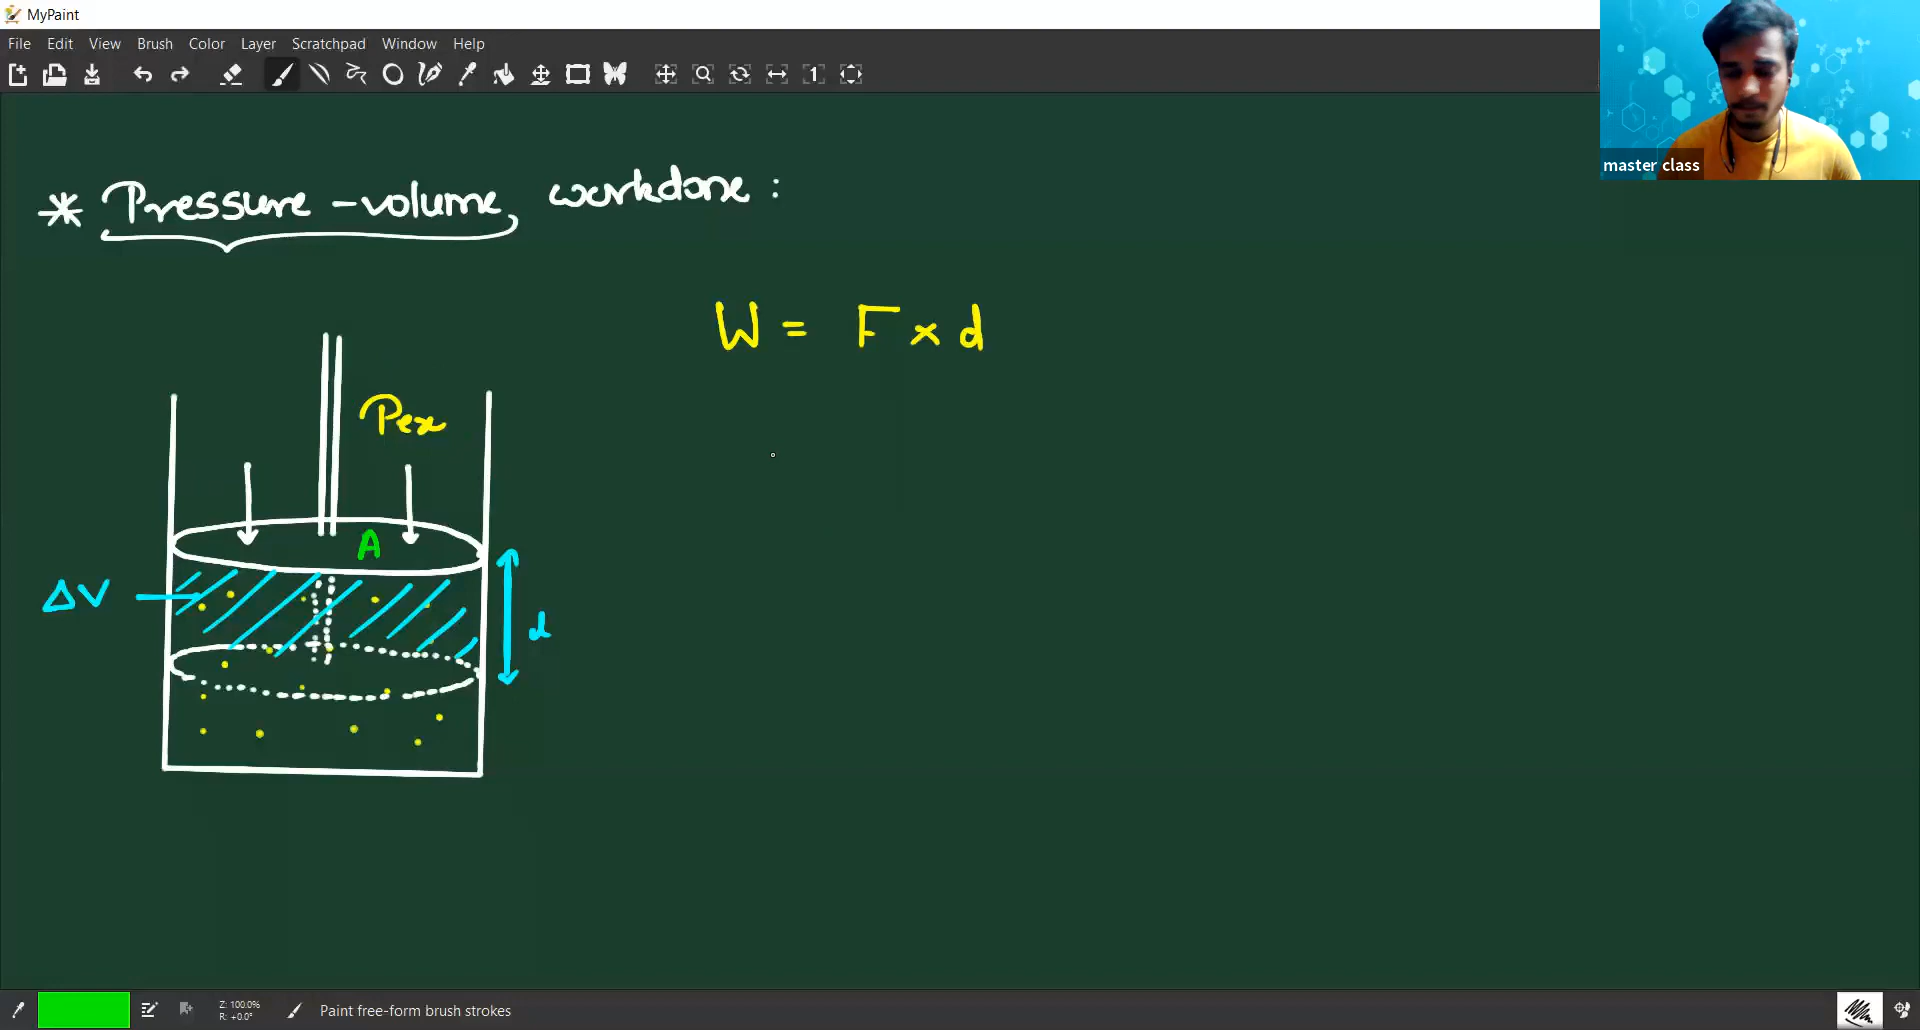 MyPaint
File Edit View Brush Color Layer Scratchpad Window Help
1
master class
* Pressure-volume, workdone :
W = F × d
Pex
A
ΔV
d
Z: 100.0%
R: +0.0°
Paint free-form brush strokes